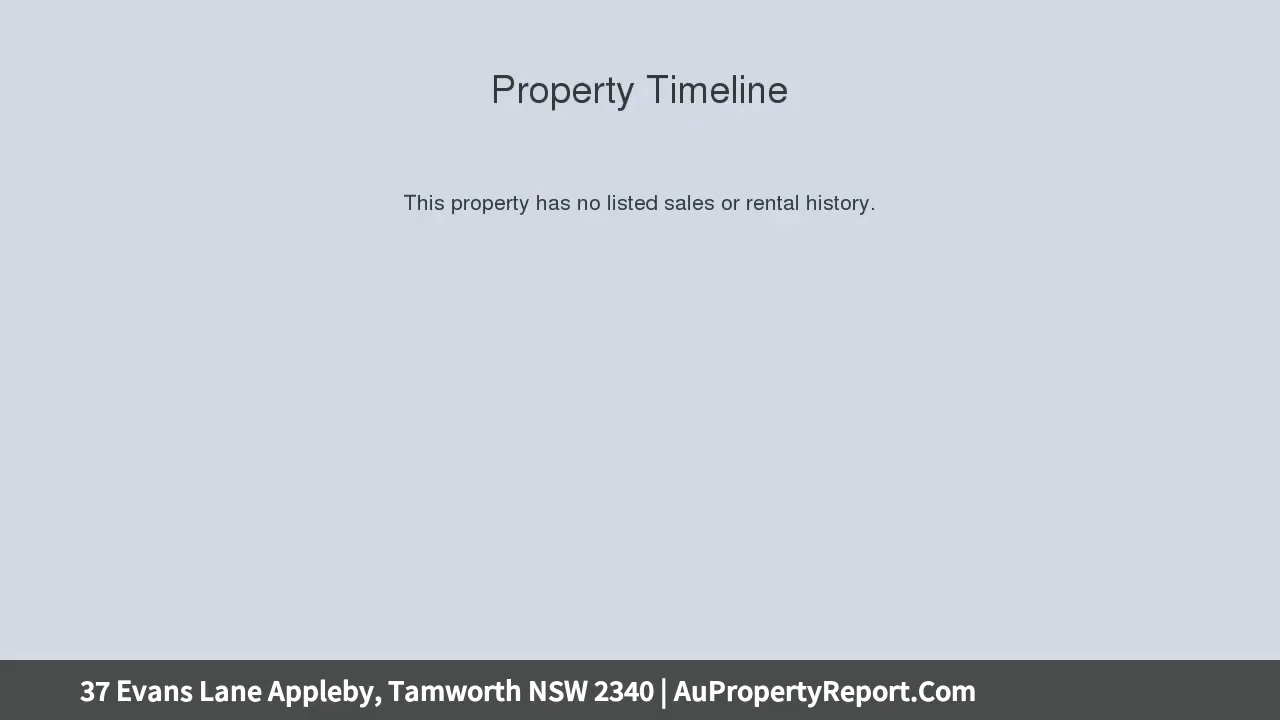 Property Timeline
This property has no listed sales or rental history.
37 Evans Lane Appleby, Tamworth NSW 2340 | AuPropertyReport.Com